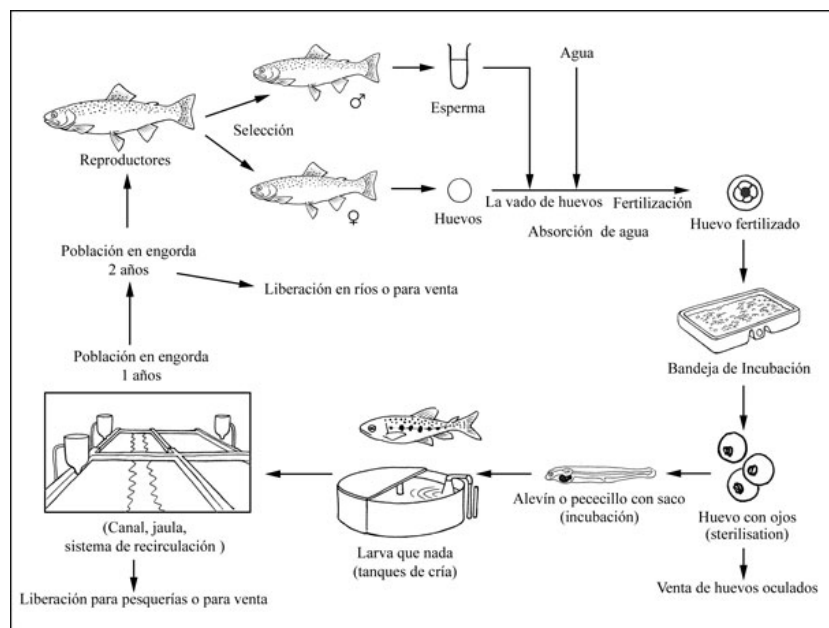 Reproductores
Selección
♂
♀
Esperma
Huevos
Agua
La vado de huevos
Fertilización
Absorción de agua
Huevo fertilizado
Bandeja de Incubación
Huevo con ojos
(sterilisation)
Venta de huevos oculados
Alevín o pececillo con saco
(incubación)
Larva que nada
(tanques de cría)
(Canal, jaula,
sistema de recirculación )
Liberación para pesquerías o para venta
Población en engorda
1 años
Población en engorda
2 años
Liberación en ríos o para venta